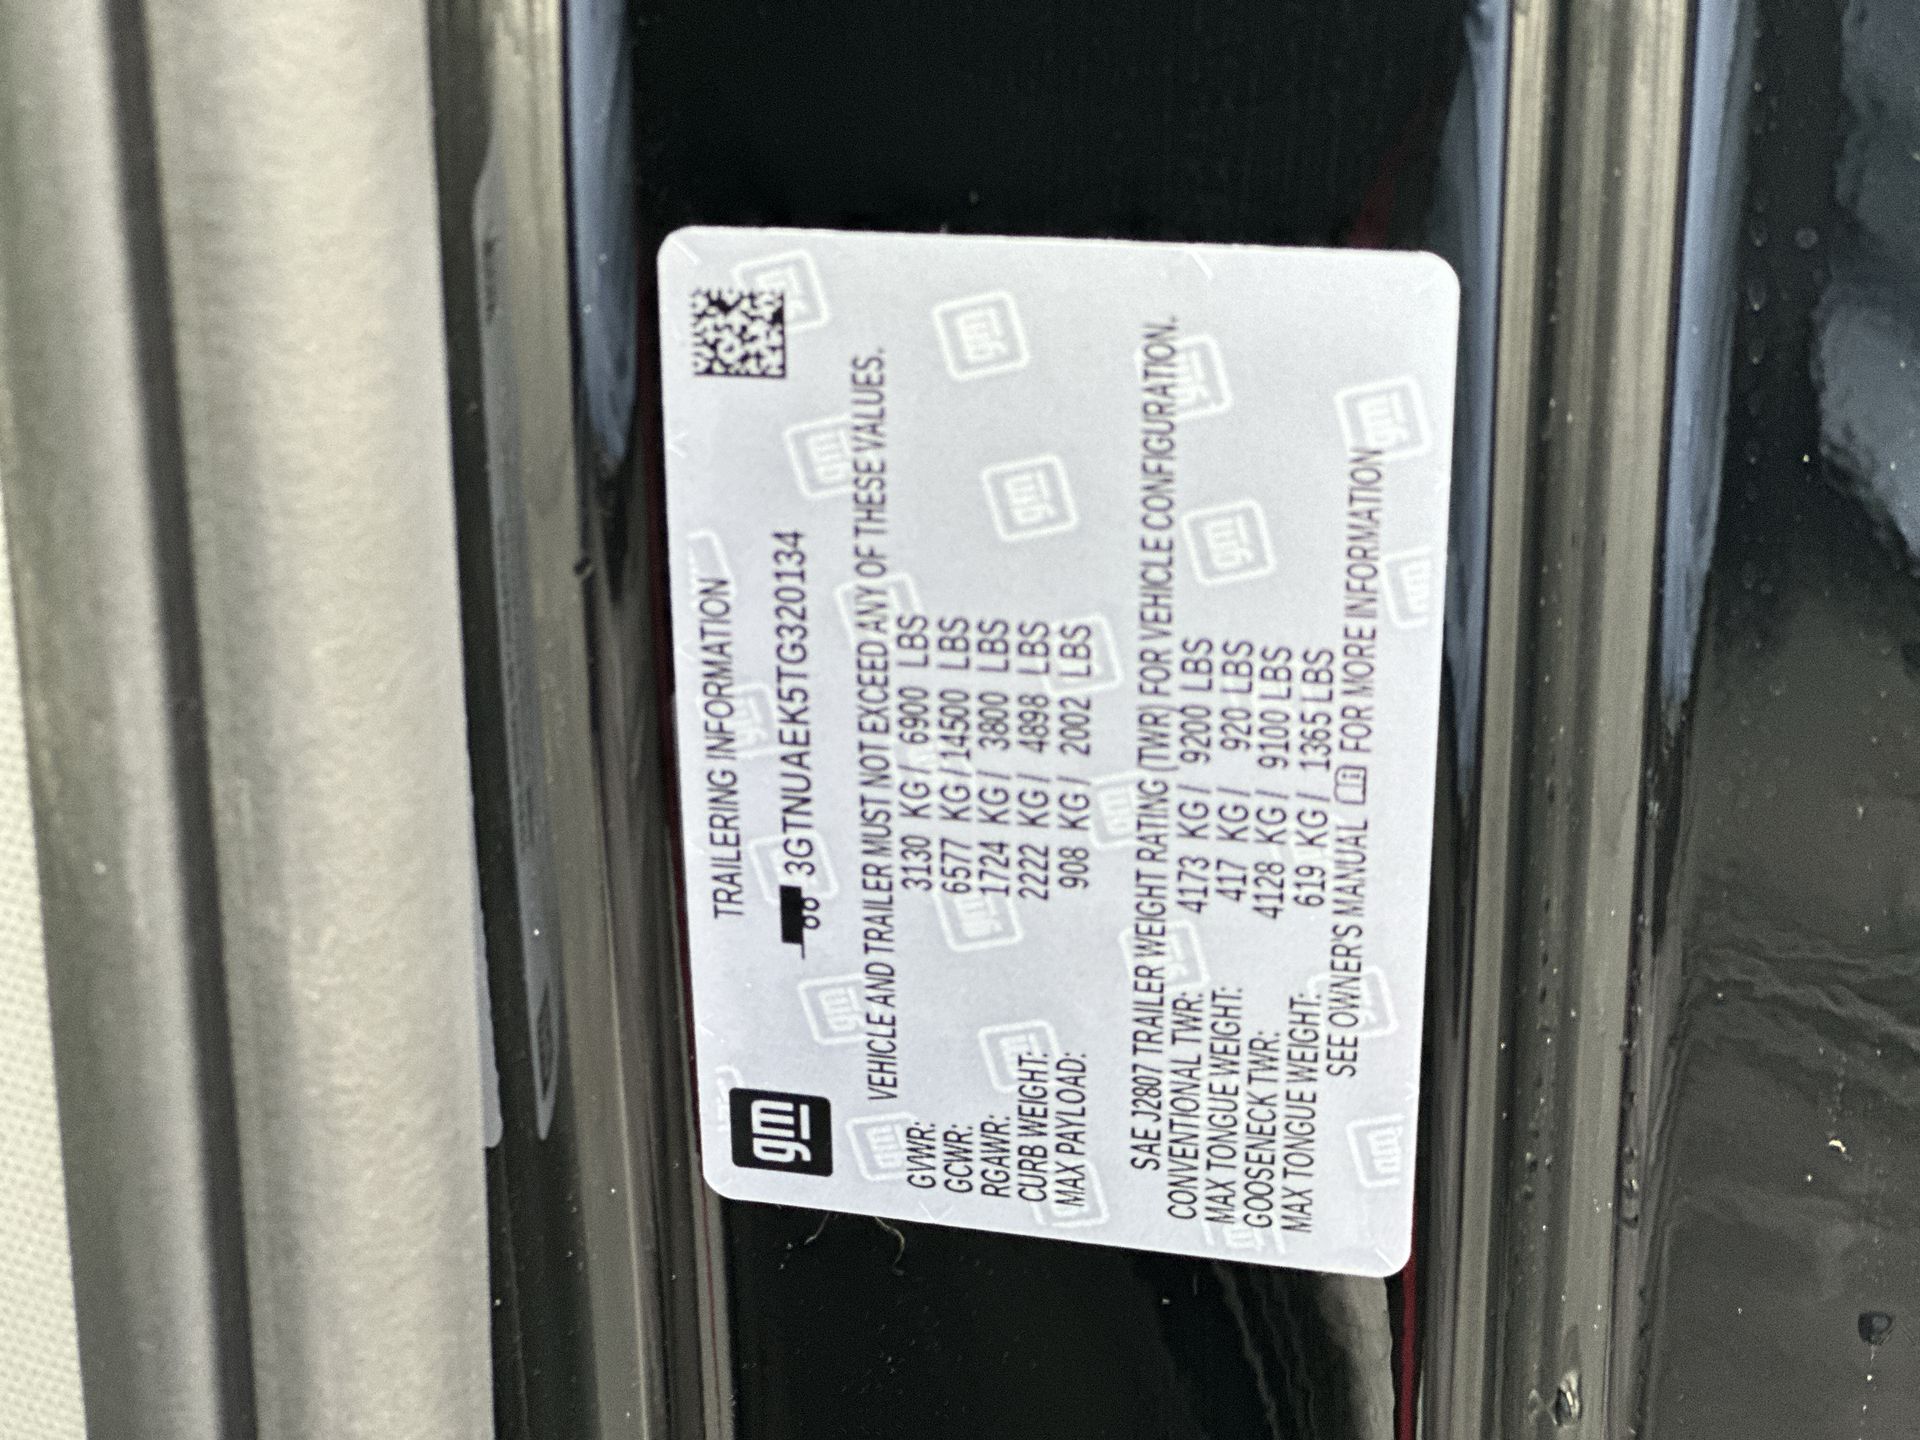 gm
TRAILERING INFORMATION
3GTNUAEK5TG320134
VEHICLE AND TRAILER MUST NOT EXCEED ANY OF THESE VALUES.
GVWR: 3130 KG / 6900 LBS
GCWR: 6577 KG / 14500 LBS
RGAWR: 1724 KG / 3800 LBS
CURB WEIGHT: 2222 KG / 4898 LBS
MAX PAYLOAD: 908 KG / 2002 LBS
SAE J2807 TRAILER WEIGHT RATING (TWR) FOR VEHICLE CONFIGURATION.
CONVENTIONAL TWR: 4173 KG / 9200 LBS
MAX TONGUE WEIGHT: 417 KG / 920 LBS
GOOSENECK TWR: 4128 KG / 9100 LBS
MAX TONGUE WEIGHT: 619 KG / 1365 LBS
SEE OWNER'S MANUAL FOR MORE INFORMATION